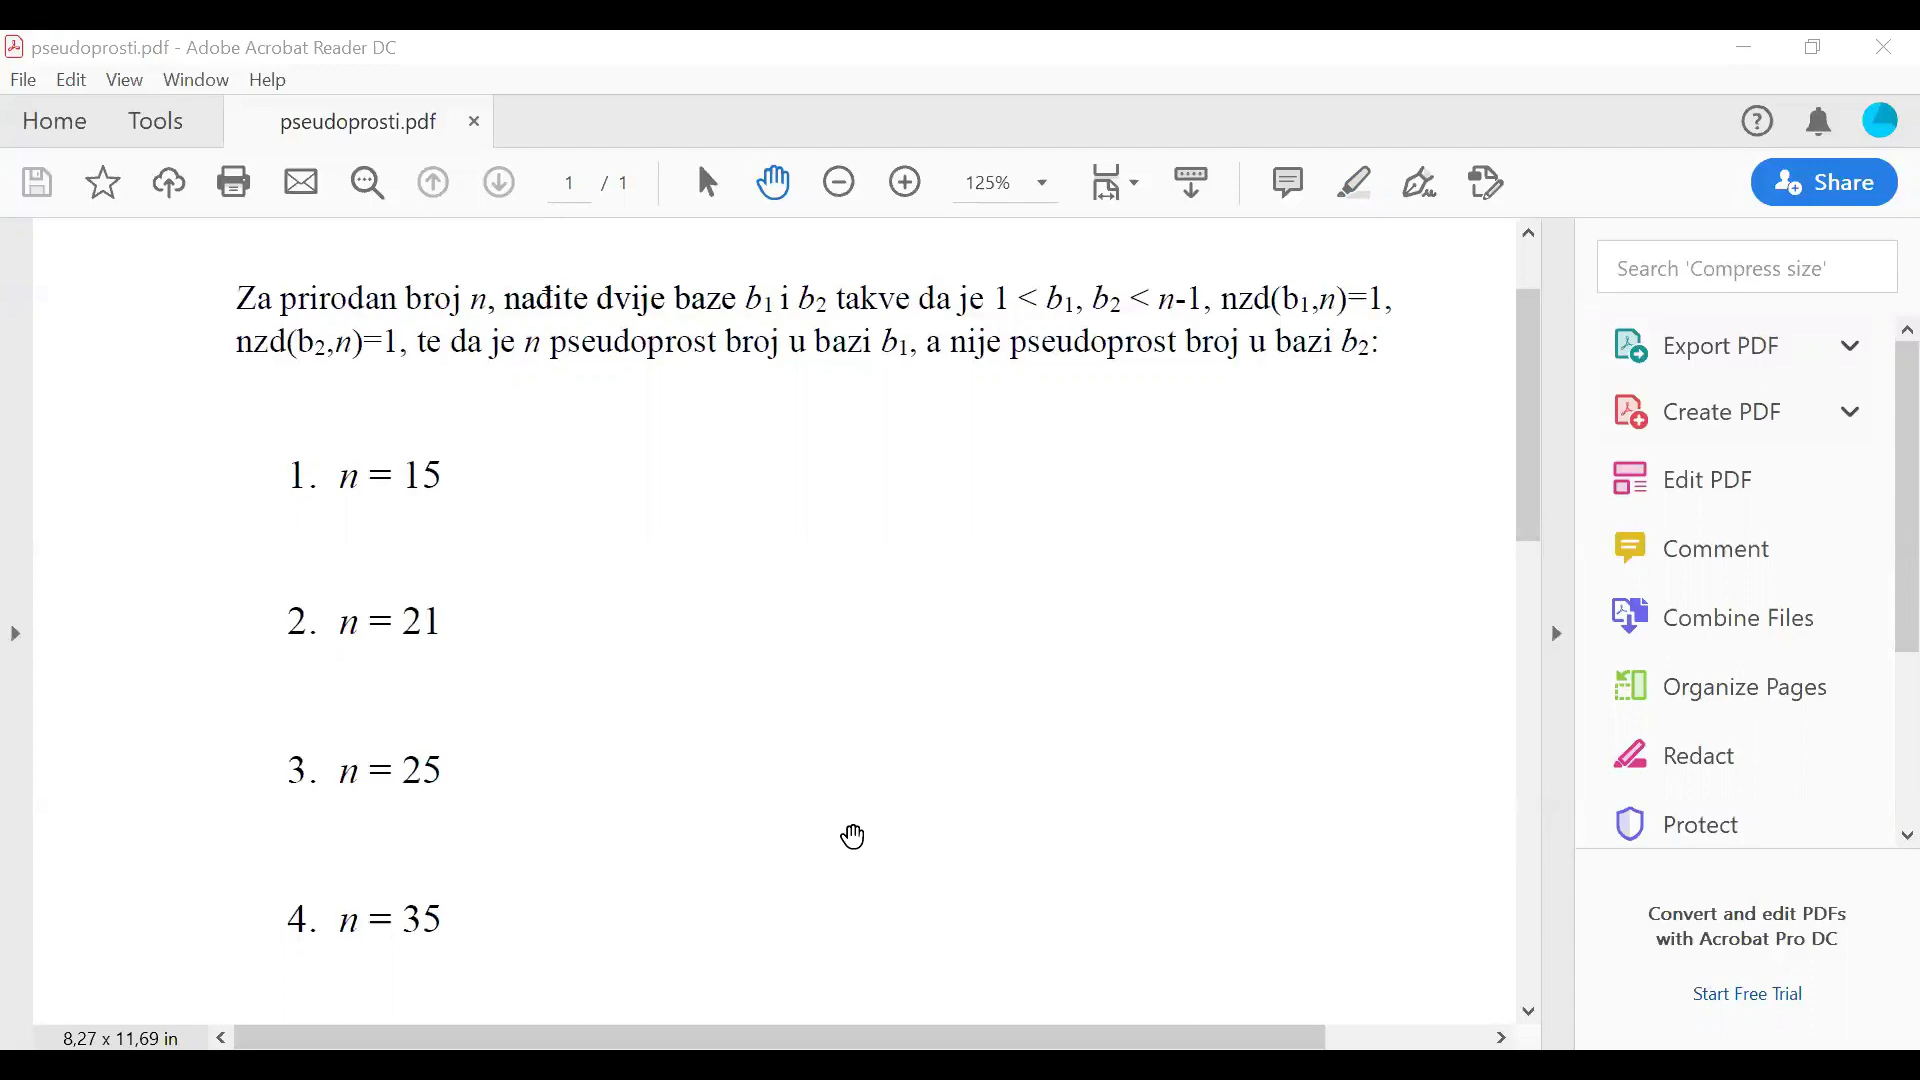 pseudoprosti.pdf - Adobe Acrobat Reader DC
File Edit View Window Help
Home Tools pseudoprosti.pdf ×
1 / 1 125% Share
Za prirodan broj n, nađite dvije baze b₁ i b₂ takve da je 1 < b₁, b₂ < n-1, nzd(b₁,n)=1,
nzd(b₂,n)=1, te da je n pseudoprost broj u bazi b₁, a nije pseudoprost broj u bazi b₂:
1. n = 15
2. n = 21
3. n = 25
4. n = 35
8,27 x 11,69 in
Search 'Compress size'
Export PDF
Create PDF
Edit PDF
Comment
Combine Files
Organize Pages
Redact
Protect
Convert and edit PDFs
with Acrobat Pro DC
Start Free Trial